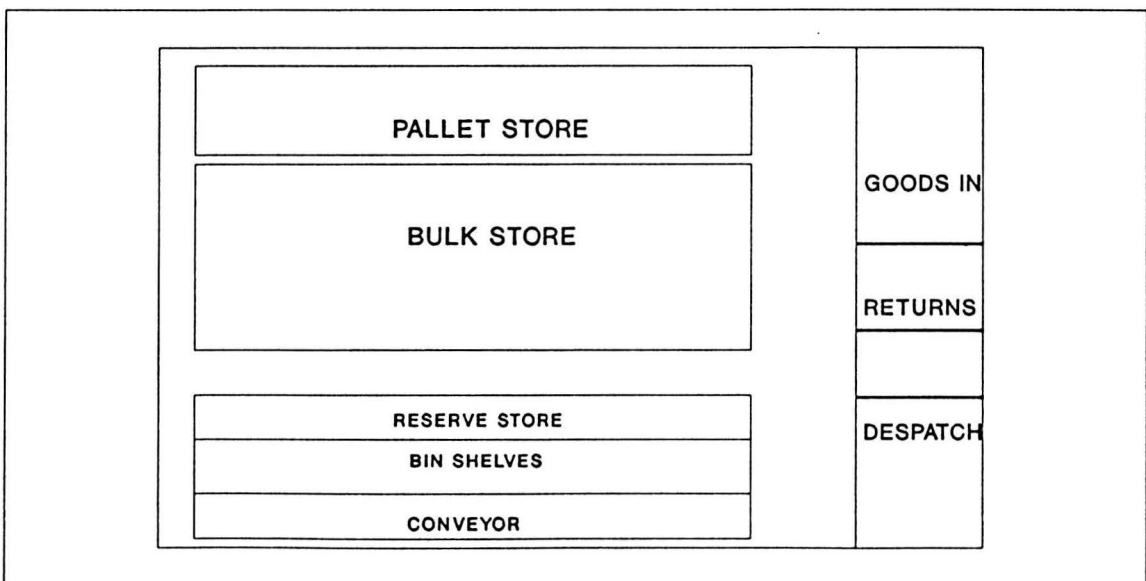 PALLET STORE
BULK STORE
RESERVE STORE
BIN SHELVES
CONVEYOR
GOODS IN
RETURNS
DESPATCH